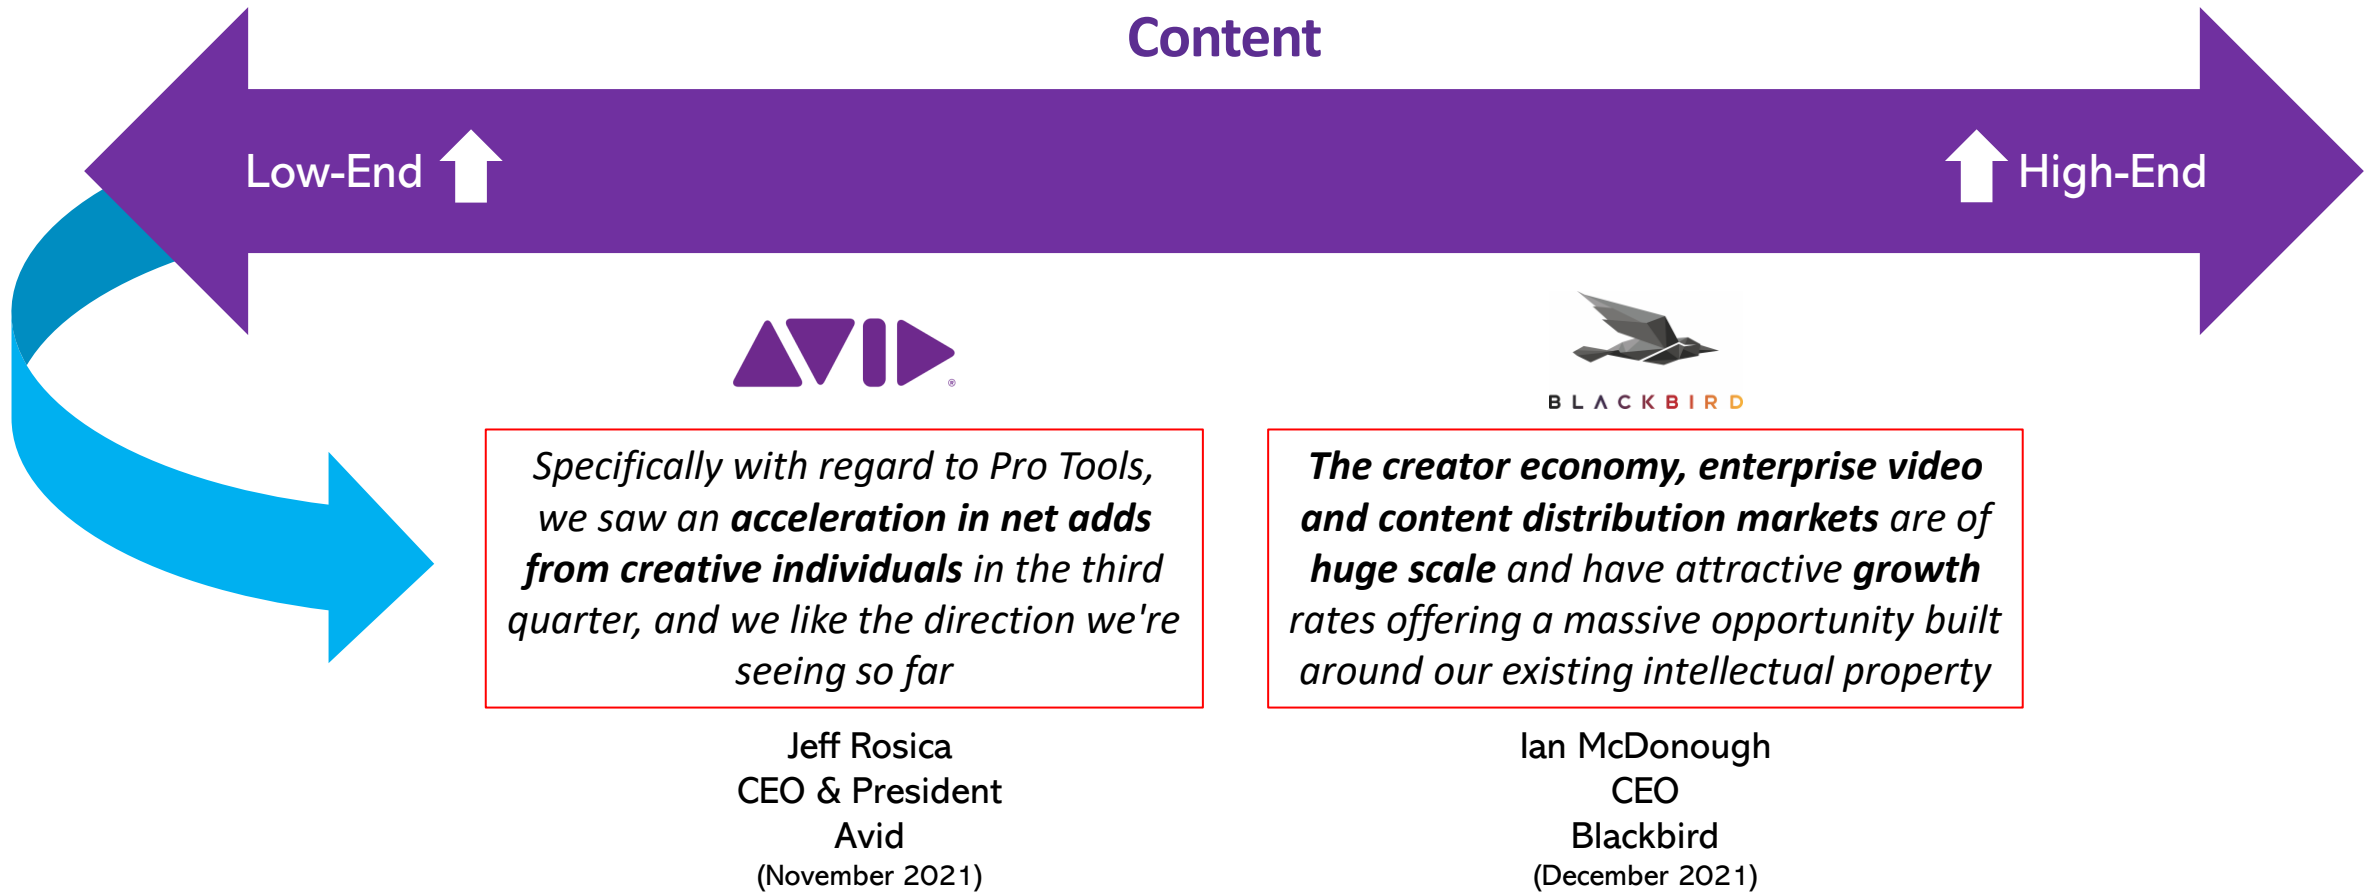 Content
Low-End
High-End
AVID
®
BLACKBIRD
Specifically with regard to Pro Tools,
we saw an acceleration in net adds
from creative individuals in the third
quarter, and we like the direction we're
seeing so far
Jeff Rosica
CEO & President
Avid
(November 2021)
The creator economy, enterprise video
and content distribution markets are of
huge scale and have attractive growth
rates offering a massive opportunity built
around our existing intellectual property
Ian McDonough
CEO
Blackbird
(December 2021)